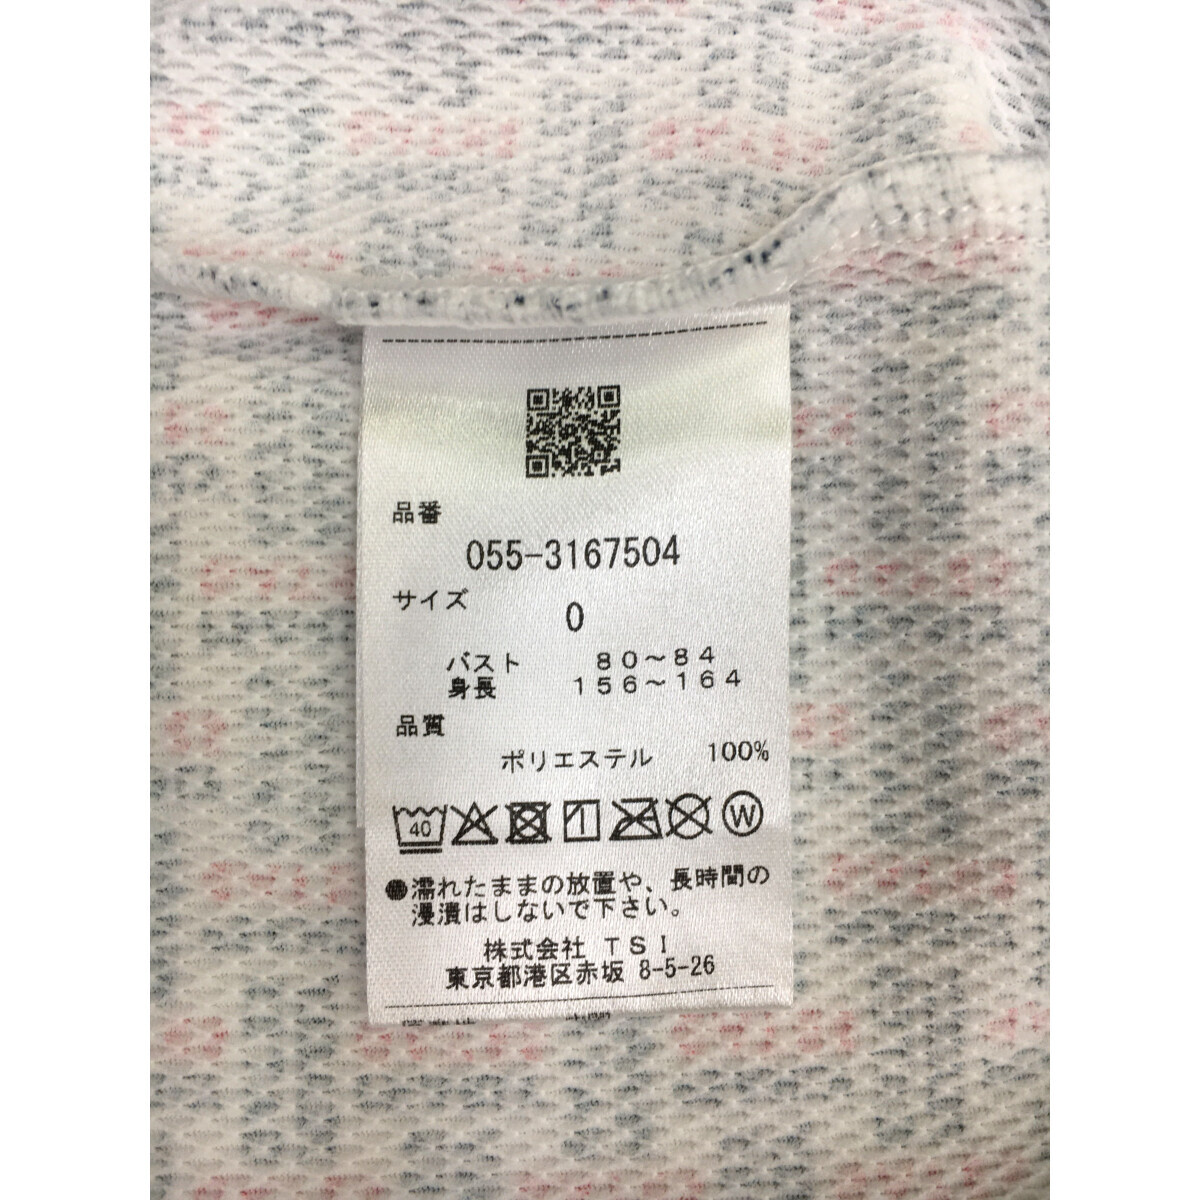 品番
055-3167504
サイズ
0
バスト 80～84
身長 156～164
品質
ポリエステル 100%
40 W
●濡れたままの放置や、長時間の
浸漬はしないで下さい。
株式会社 TSI
東京都港区赤坂 8-5-26